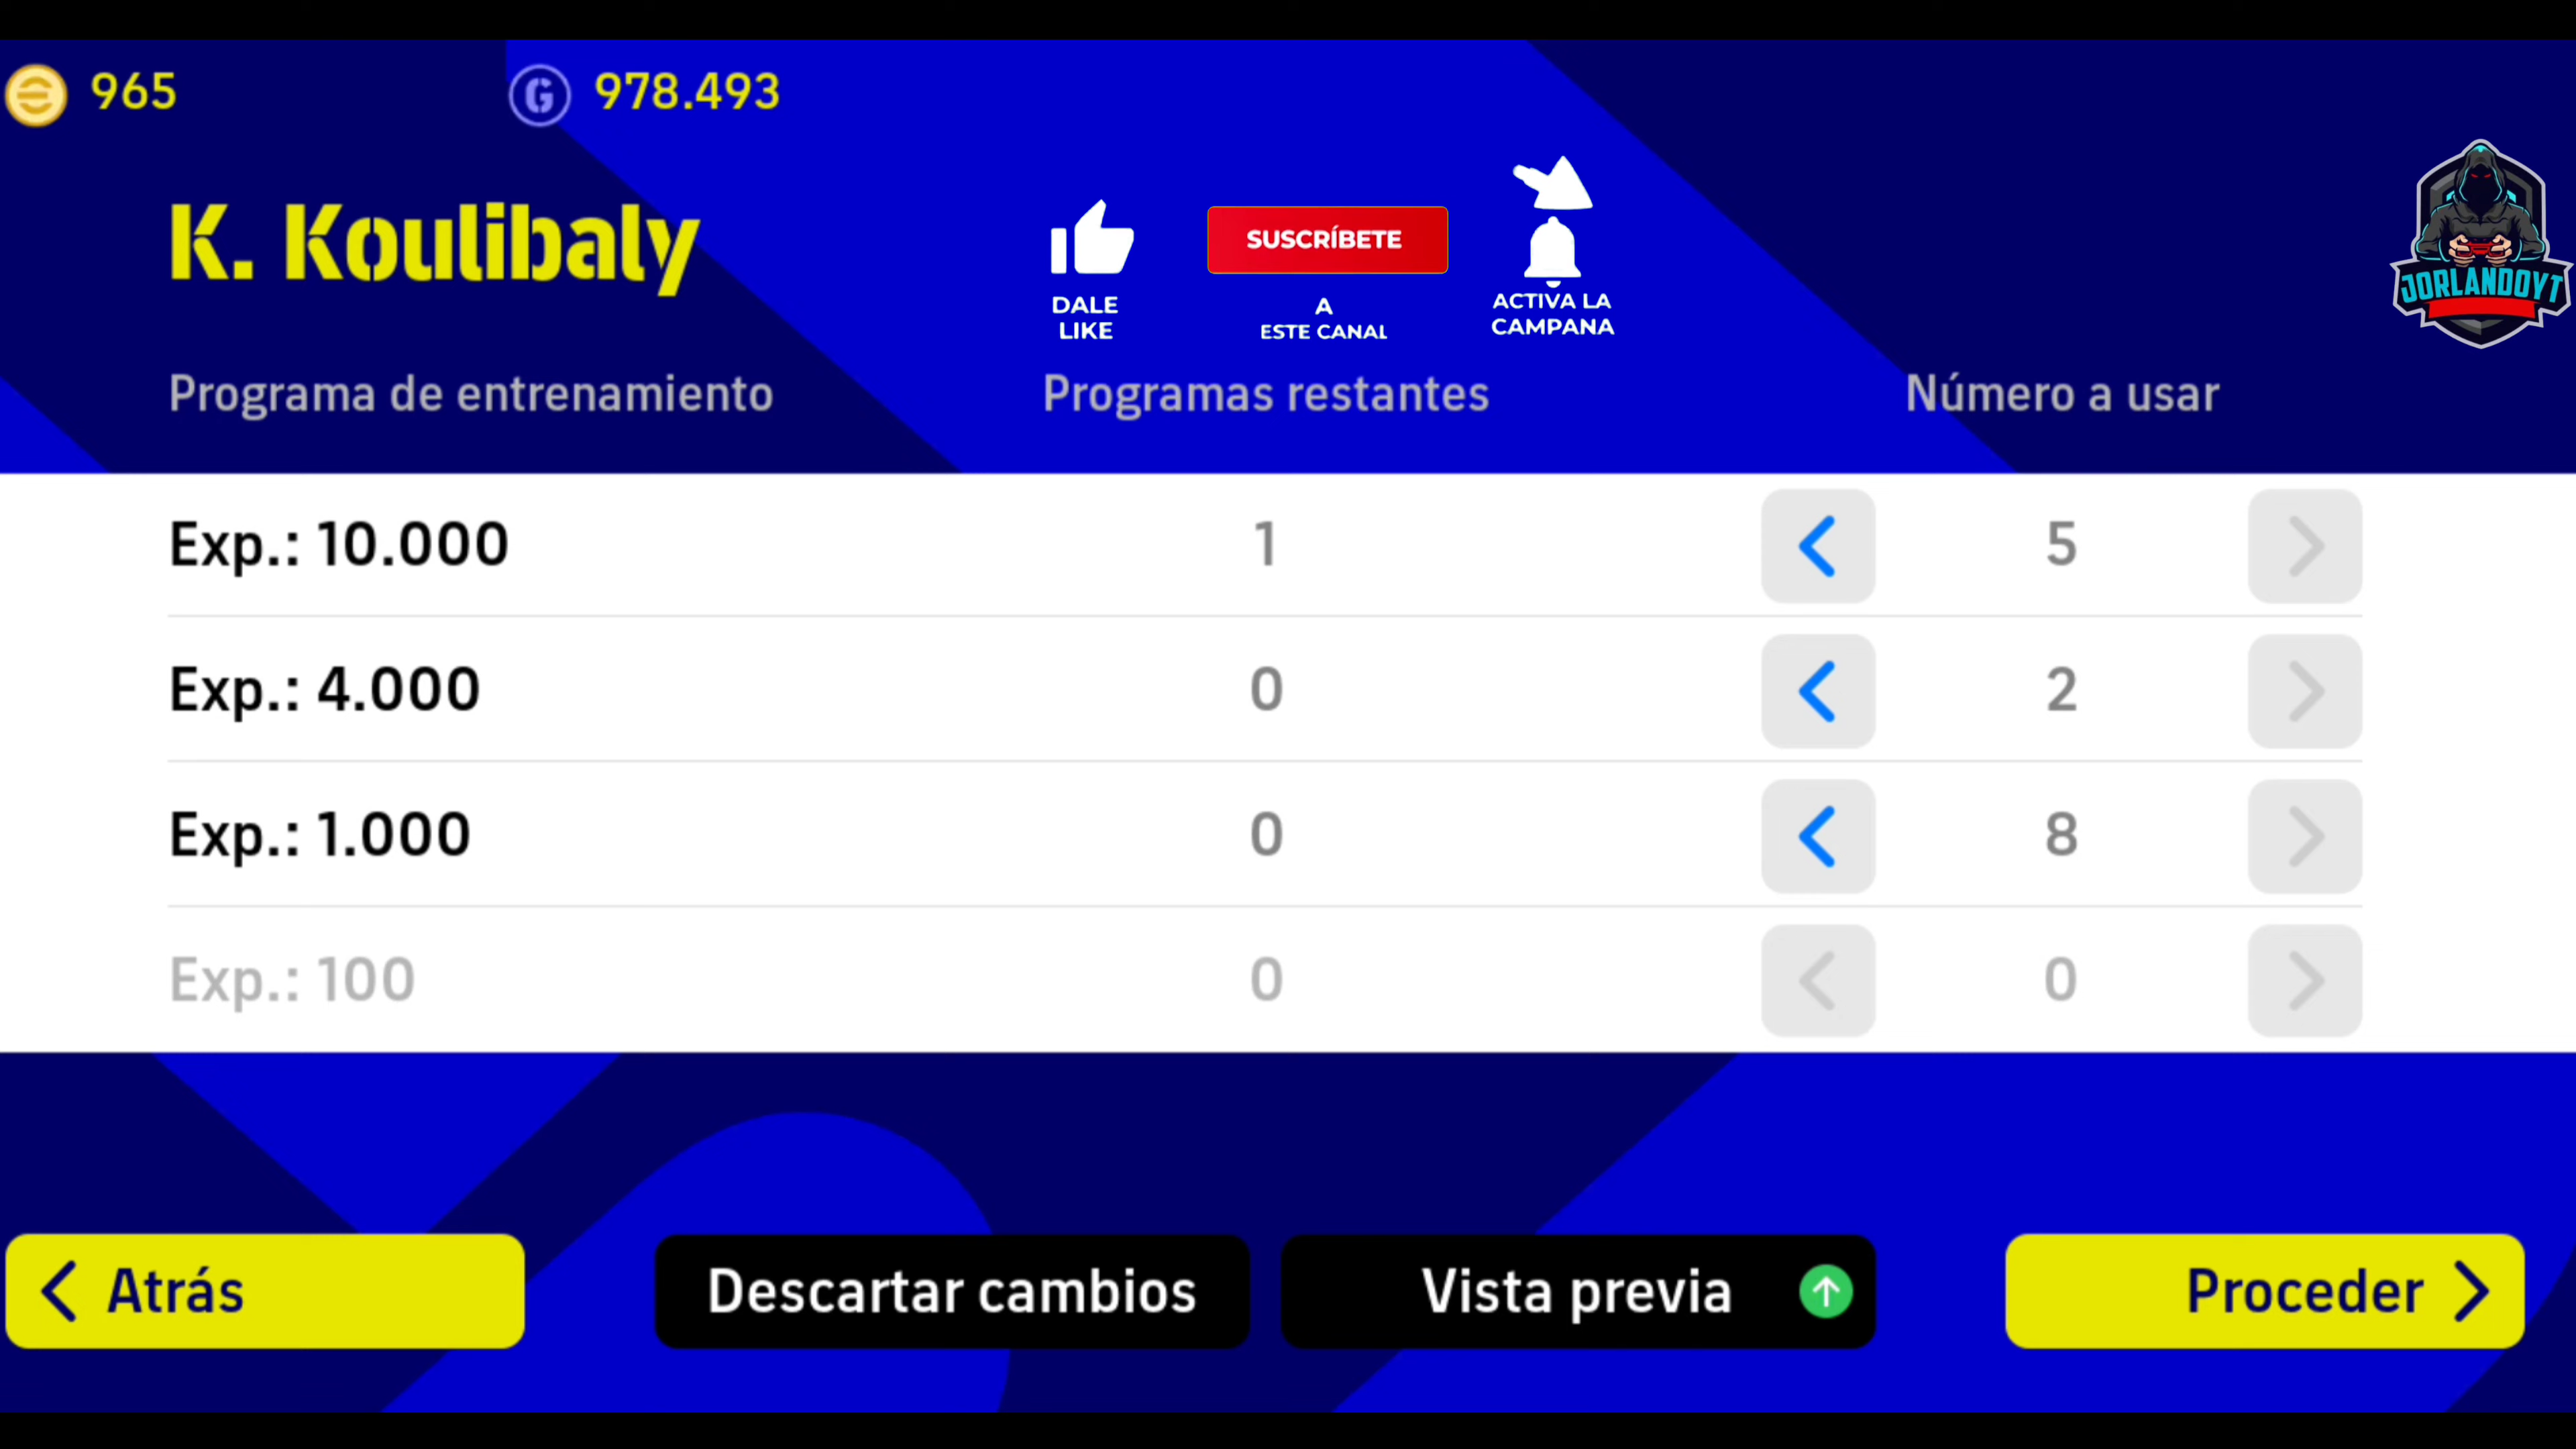 965
978.493
K. Koulibaly
DALE
LIKE
SUSCRÍBETE
A
ESTE CANAL
ACTIVA LA
CAMPANA
JORLANDOYT
Programa de entrenamiento
Programas restantes
Número a usar
Exp.: 10.000 1 5
Exp.: 4.000 0 2
Exp.: 1.000 0 8
Exp.: 100 0 0
Atrás
Descartar cambios
Vista previa
Proceder